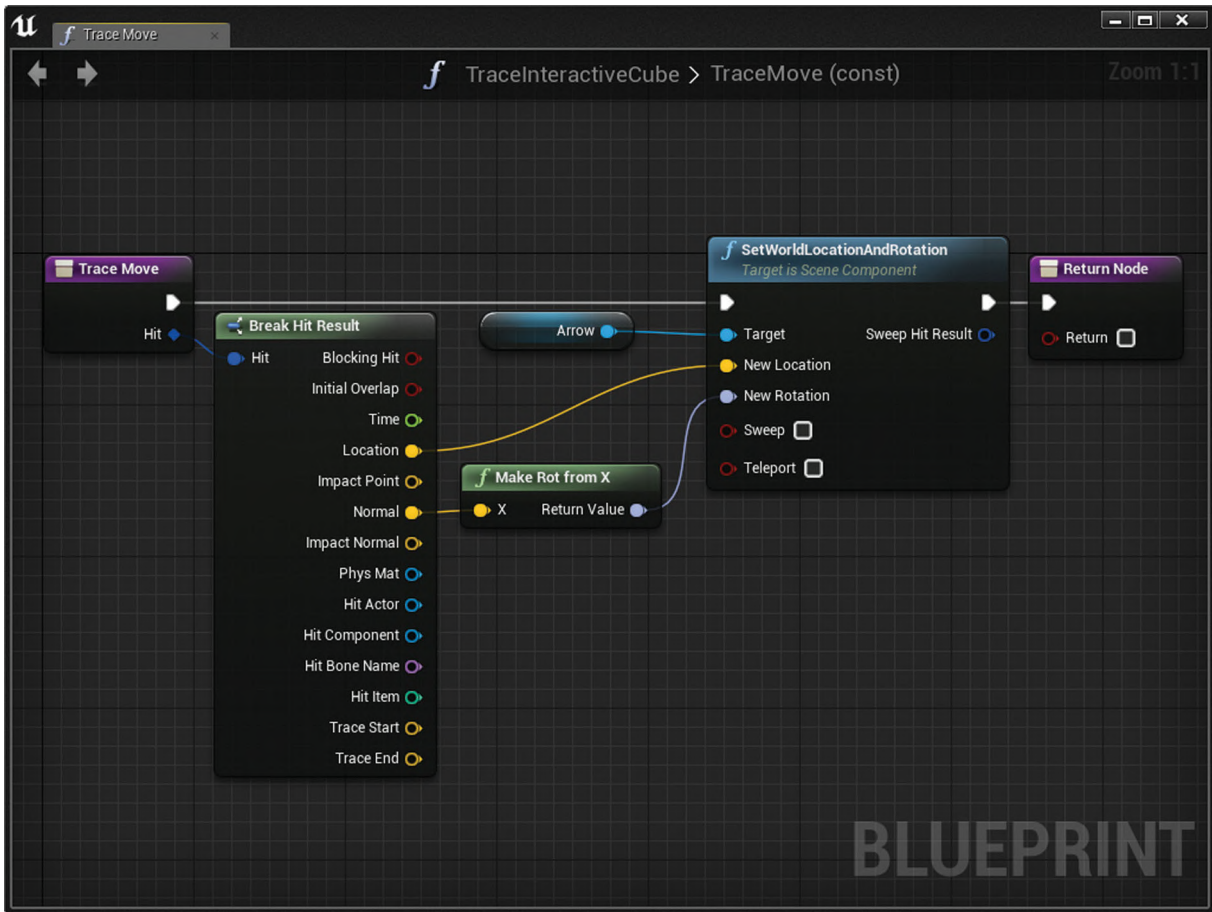 Trace Move
TraceInteractiveCube > TraceMove (const)
Zoom 1:1
Trace Move
Hit
Break Hit Result
Hit
Blocking Hit
Initial Overlap
Time
Location
Impact Point
Normal
Impact Normal
Phys Mat
Hit Actor
Hit Component
Hit Bone Name
Hit Item
Trace Start
Trace End
Arrow
f Make Rot from X
X
Return Value
f SetWorldLocationAndRotation
Target is Scene Component
Target
Sweep Hit Result
New Location
New Rotation
Sweep
Teleport
Return Node
Return
BLUEPRINT